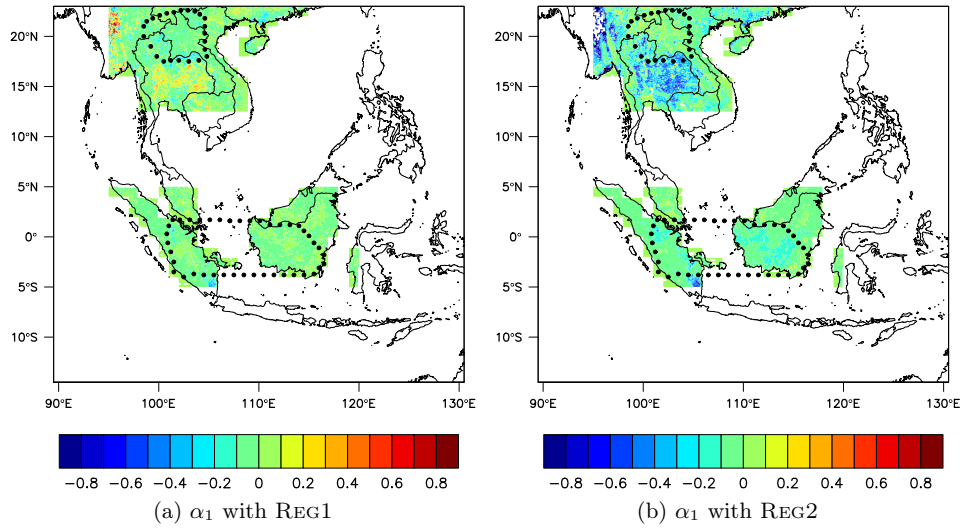 20°N 20°N
15°N 15°N
10°N 10°N
5°N 5°N
0° 0°
5°S 5°S
10°S 10°S
90°E 100°E 110°E 120°E 130°E 90°E 100°E 110°E 120°E 130°E
−0.8 −0.6 −0.4 −0.2 0 0.2 0.4 0.6 0.8 −0.8 −0.6 −0.4 −0.2 0 0.2 0.4 0.6 0.8
(a) α₁ with REG1 (b) α₁ with REG2